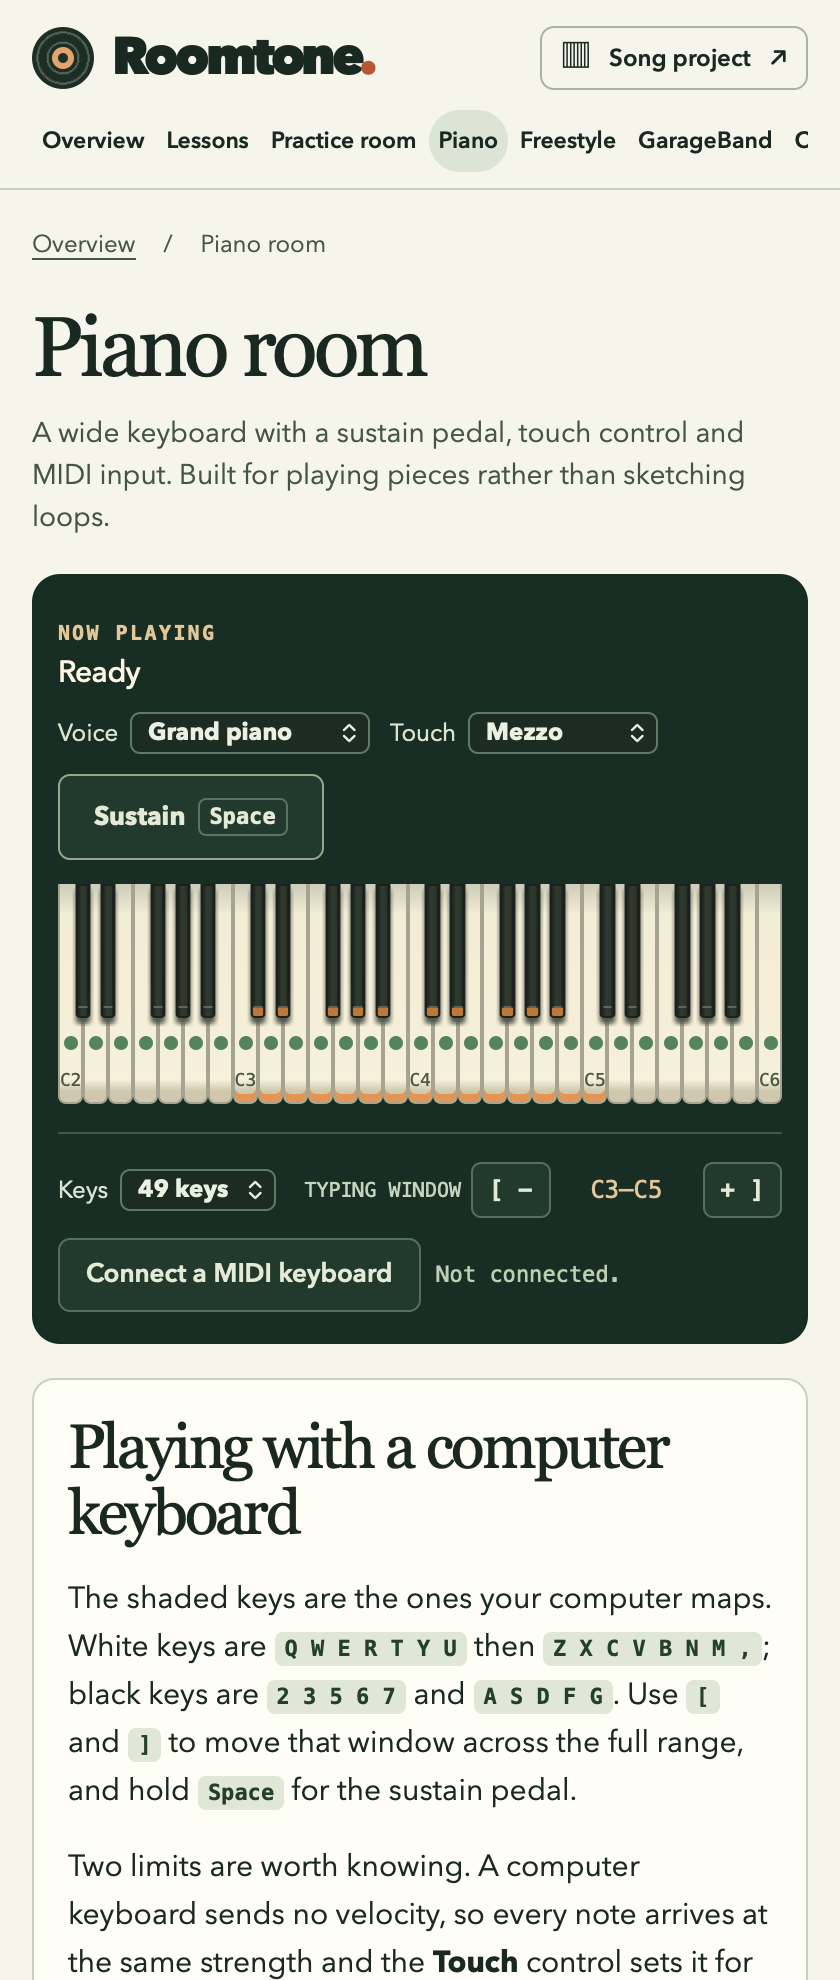 Roomtone.
Song project ↗
Overview Lessons Practice room Piano Freestyle GarageBand
Overview / Piano room
Piano room
A wide keyboard with a sustain pedal, touch control and
MIDI input. Built for playing pieces rather than sketching
loops.
NOW PLAYING
Ready
Voice Grand piano Touch Mezzo
Sustain Space
C2 C3 C4 C5 C6
Keys 49 keys TYPING WINDOW [ − C3–C5 + ]
Connect a MIDI keyboard Not connected.
Playing with a computer
keyboard
The shaded keys are the ones your computer maps.
White keys are Q W E R T Y U then Z X C V B N M , ;
black keys are 2 3 5 6 7 and A S D F G. Use [
and ] to move that window across the full range,
and hold Space for the sustain pedal.
Two limits are worth knowing. A computer
keyboard sends no velocity, so every note arrives at
the same strength and the Touch control sets it for